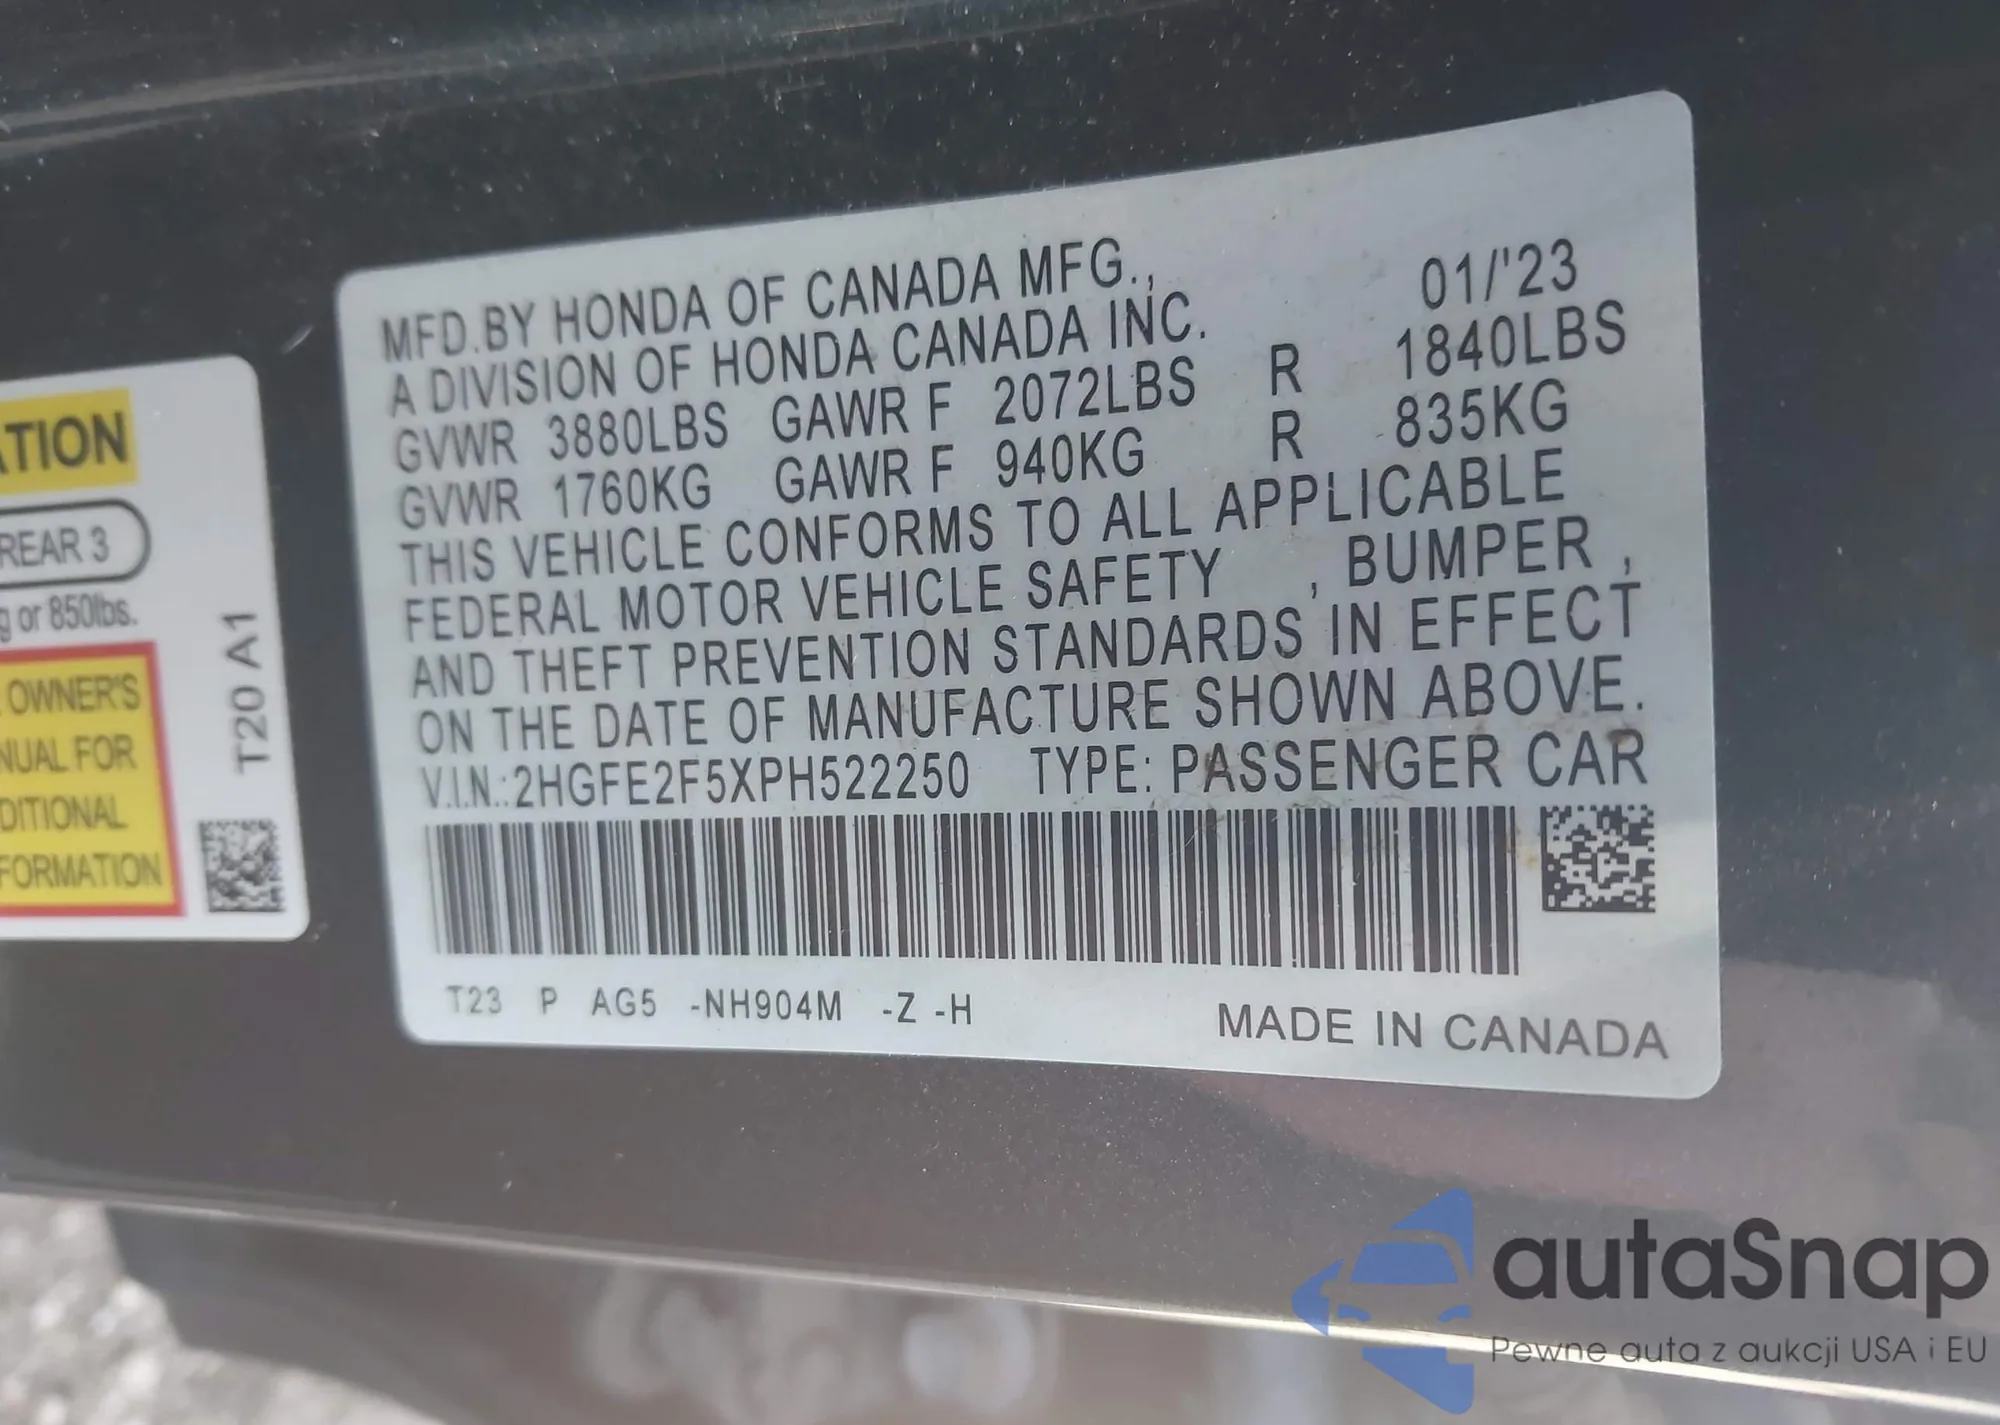 MFD.BY HONDA OF CANADA MFG., 01/'23
A DIVISION OF HONDA CANADA INC.
GVWR 3880LBS GAWR F 2072LBS R 1840LBS
GVWR 1760KG GAWR F 940KG R 835KG
THIS VEHICLE CONFORMS TO ALL APPLICABLE
FEDERAL MOTOR VEHICLE SAFETY , BUMPER ,
AND THEFT PREVENTION STANDARDS IN EFFECT
ON THE DATE OF MANUFACTURE SHOWN ABOVE.
V.I.N.:2HGFE2F5XPH522250 TYPE: PASSENGER CAR
T23 P AG5 -NH904M -Z -H
MADE IN CANADA
ATION
REAR 3
g or 850lbs.
OWNER'S
NUAL FOR
DITIONAL
FORMATION
T20 A1
autaSnap
Pewne auta z aukcji USA i EU